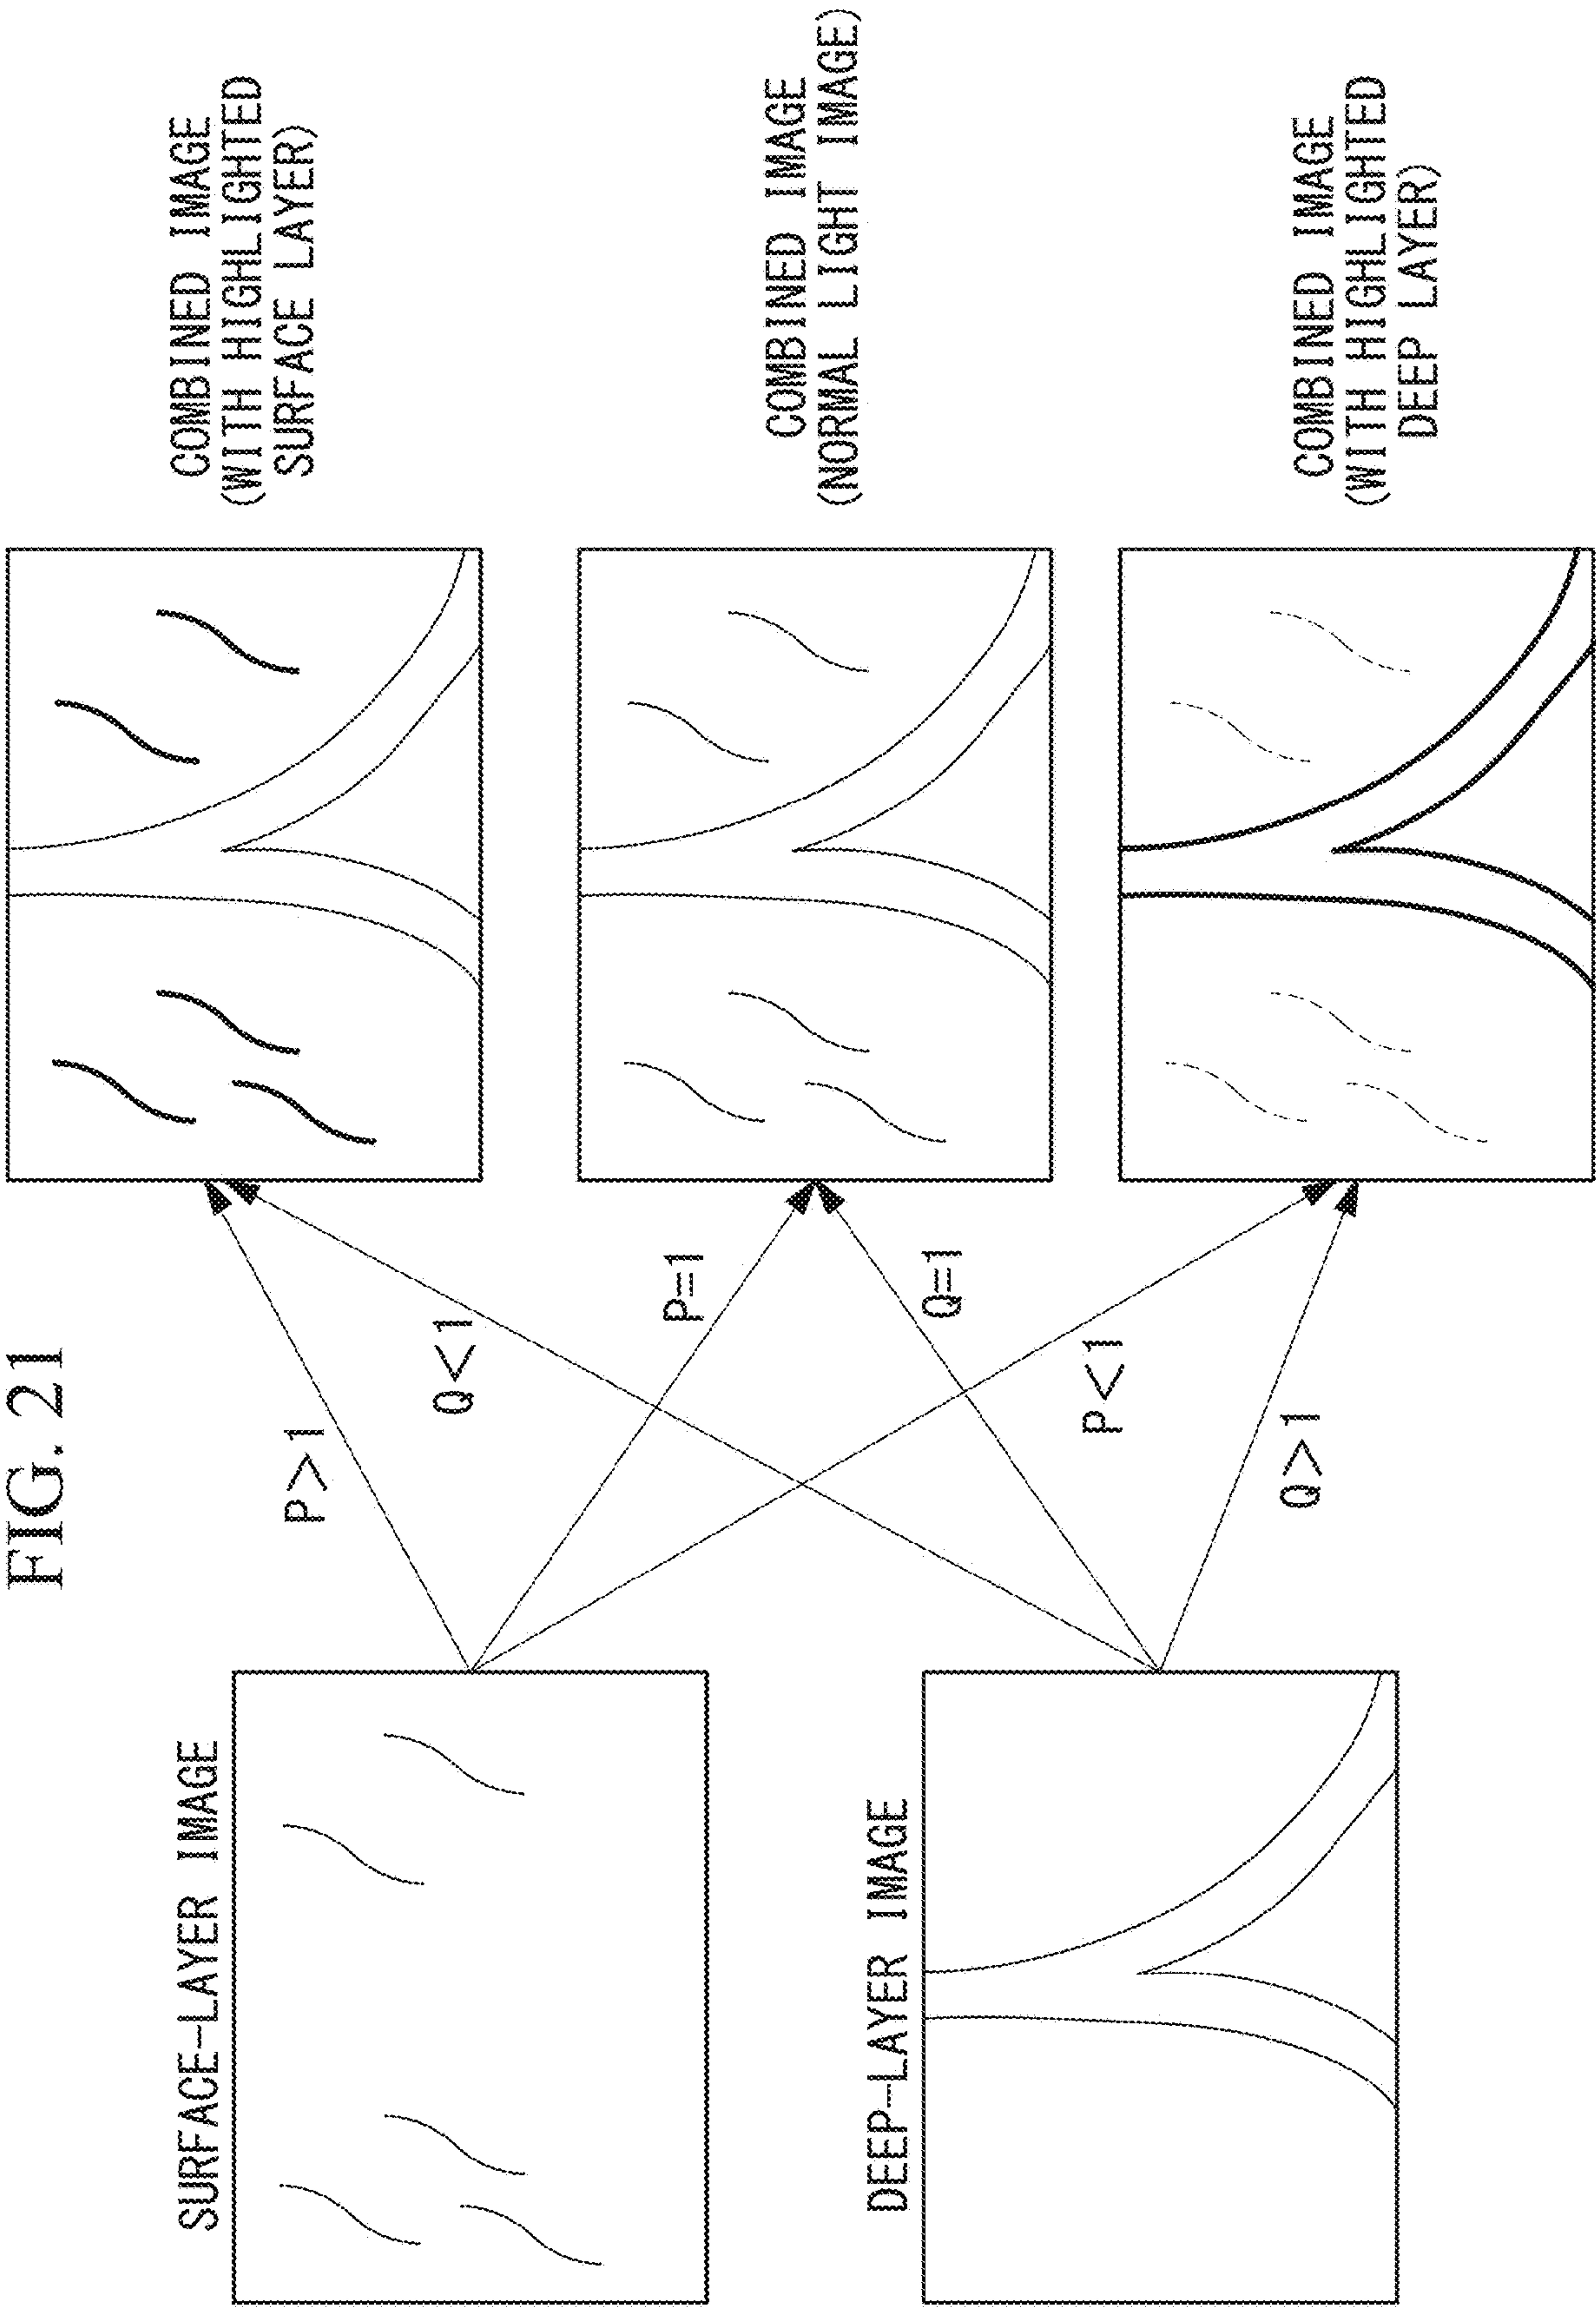 FIG. 21
SURFACE-LAYER IMAGE
DEEP-LAYER IMAGE
P>1
Q<1
P=1
Q=1
P<1
Q>1
COMBINED IMAGE
(WITH HIGHLIGHTED
SURFACE LAYER)
COMBINED IMAGE
(NORMAL LIGHT IMAGE)
COMBINED IMAGE
(WITH HIGHLIGHTED
DEEP LAYER)